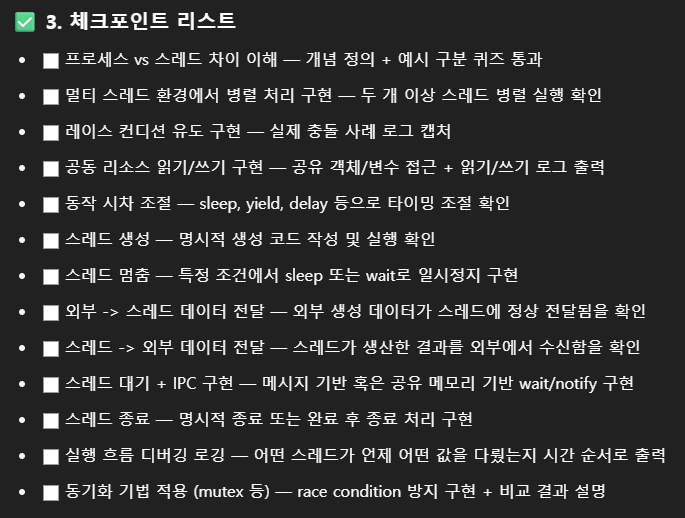 ✅ 3. 체크포인트 리스트
• ☐ 프로세스 vs 스레드 차이 이해 — 개념 정의 + 예시 구분 퀴즈 통과
• ☐ 멀티 스레드 환경에서 병렬 처리 구현 — 두 개 이상 스레드 병렬 실행 확인
• ☐ 레이스 컨디션 유도 구현 — 실제 충돌 사례 로그 캡처
• ☐ 공동 리소스 읽기/쓰기 구현 — 공유 객체/변수 접근 + 읽기/쓰기 로그 출력
• ☐ 동작 시차 조절 — sleep, yield, delay 등으로 타이밍 조절 확인
• ☐ 스레드 생성 — 명시적 생성 코드 작성 및 실행 확인
• ☐ 스레드 멈춤 — 특정 조건에서 sleep 또는 wait로 일시정지 구현
• ☐ 외부 -> 스레드 데이터 전달 — 외부 생성 데이터가 스레드에 정상 전달됨을 확인
• ☐ 스레드 -> 외부 데이터 전달 — 스레드가 생산한 결과를 외부에서 수신함을 확인
• ☐ 스레드 대기 + IPC 구현 — 메시지 기반 혹은 공유 메모리 기반 wait/notify 구현
• ☐ 스레드 종료 — 명시적 종료 또는 완료 후 종료 처리 구현
• ☐ 실행 흐름 디버깅 로깅 — 어떤 스레드가 언제 어떤 값을 다뤘는지 시간 순서로 출력
• ☐ 동기화 기법 적용 (mutex 등) — race condition 방지 구현 + 비교 결과 설명